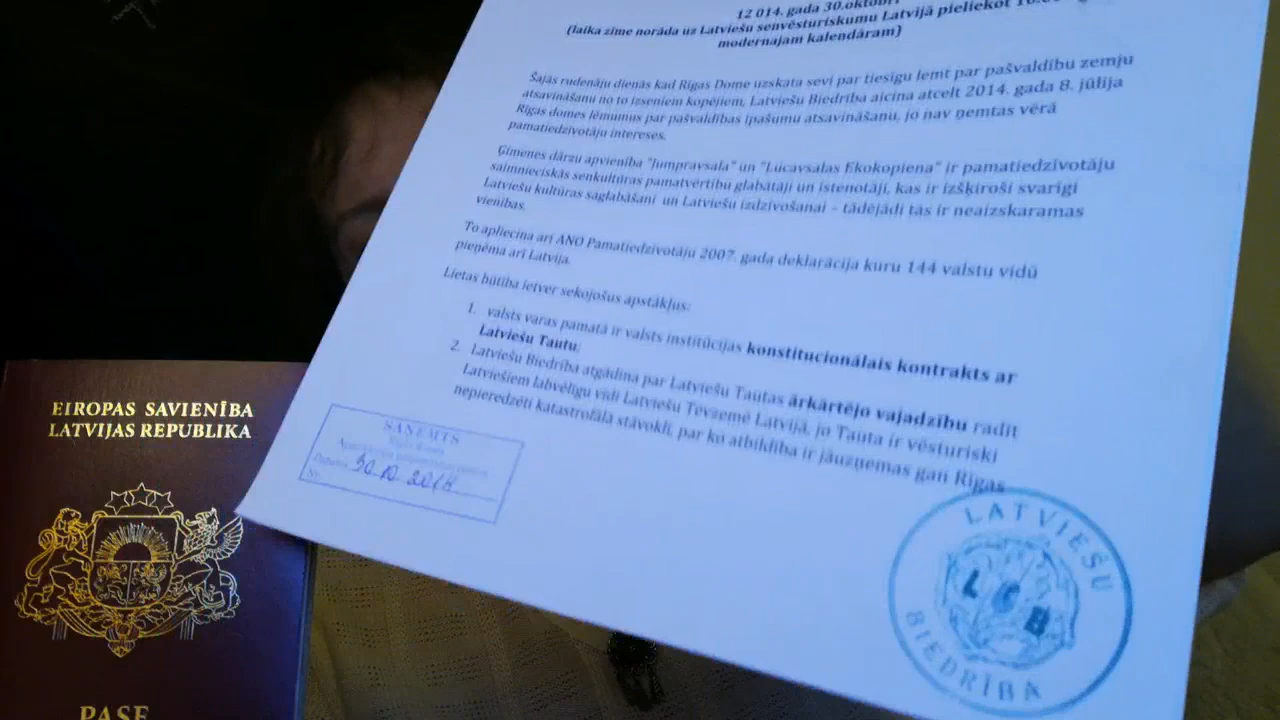 12 014. gada 30.oktobrī
(laika zīme norāda uz Latviešu senvēsturiskumu Latvijā pieliekot
modernajam kalendāram)
Šajās rudenāju dienās kad Rīgas Dome uzskata sevi par tiesīgu lemt par pašvaldību zemju
atsavināšanu no to izseniem kopējiem, Latviešu Biedrība aicina atcelt 2014. gada 8. jūlija
Rīgas domes lēmumus par pašvaldības īpašumu atsavināšanu, jo nav ņemtas vērā
pamatiedzīvotāju intereses.
Ģimenes dārzu apvienība "Jumpravsala" un "Lucavsalas Ekokopiena" ir pamatiedzīvotāju
saimnieciskās senkultūras pamatvērtību glabātāji un īstenotāji, kas ir izšķiroši svarīgi
Latviešu kultūras saglabāšanī un Latviešu izdzīvošanai – tādējādi tās ir neaizskaramas
vienības.
To apliecina arī ANO Pamatiedzīvotāju 2007. gada deklarācija kuru 144 valstu vidū
pieņēma arī Latvija.
Lietas būtība ietver sekojošus apstākļus:
1. valsts varas pamatā ir valsts institūcijas konstitucionālais kontrakts ar
Latviešu Tautu;
2. Latviešu Biedrība atgādina par Latviešu Tautas ārkārtējo vajadzību radīt
Latviešiem labvēlīgu vidi Latviešu Tēvzemē Latvijā, jo Tauta ir vēsturiski
nepieredzēti katastrofālā stāvoklī, par ko atbildība ir jāuzņemas gan Rīgas
SAŅEMTS
Rīgas Domes
30.10.2014
LATVIEŠU
BIEDRĪBA
L
B
EIROPAS SAVIENĪBA
LATVIJAS REPUBLIKA
PASE